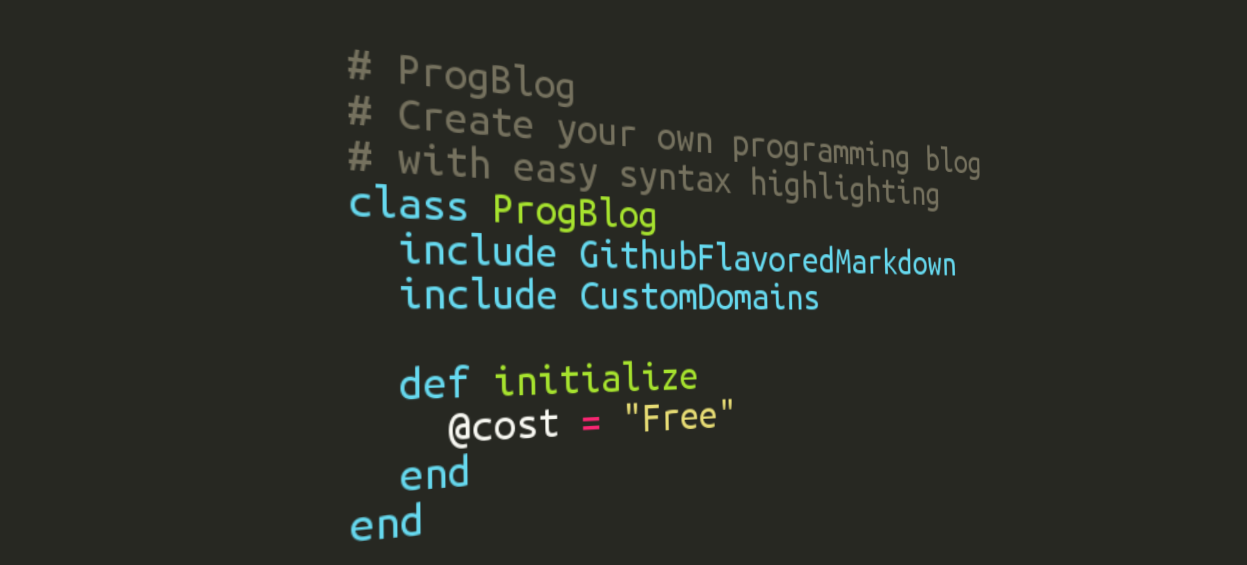 # ProgBlog
# Create your own programming blog
# with easy syntax highlighting
class ProgBlog
  include GithubFlavoredMarkdown
  include CustomDomains

  def initialize
    @cost = "Free"
  end
end